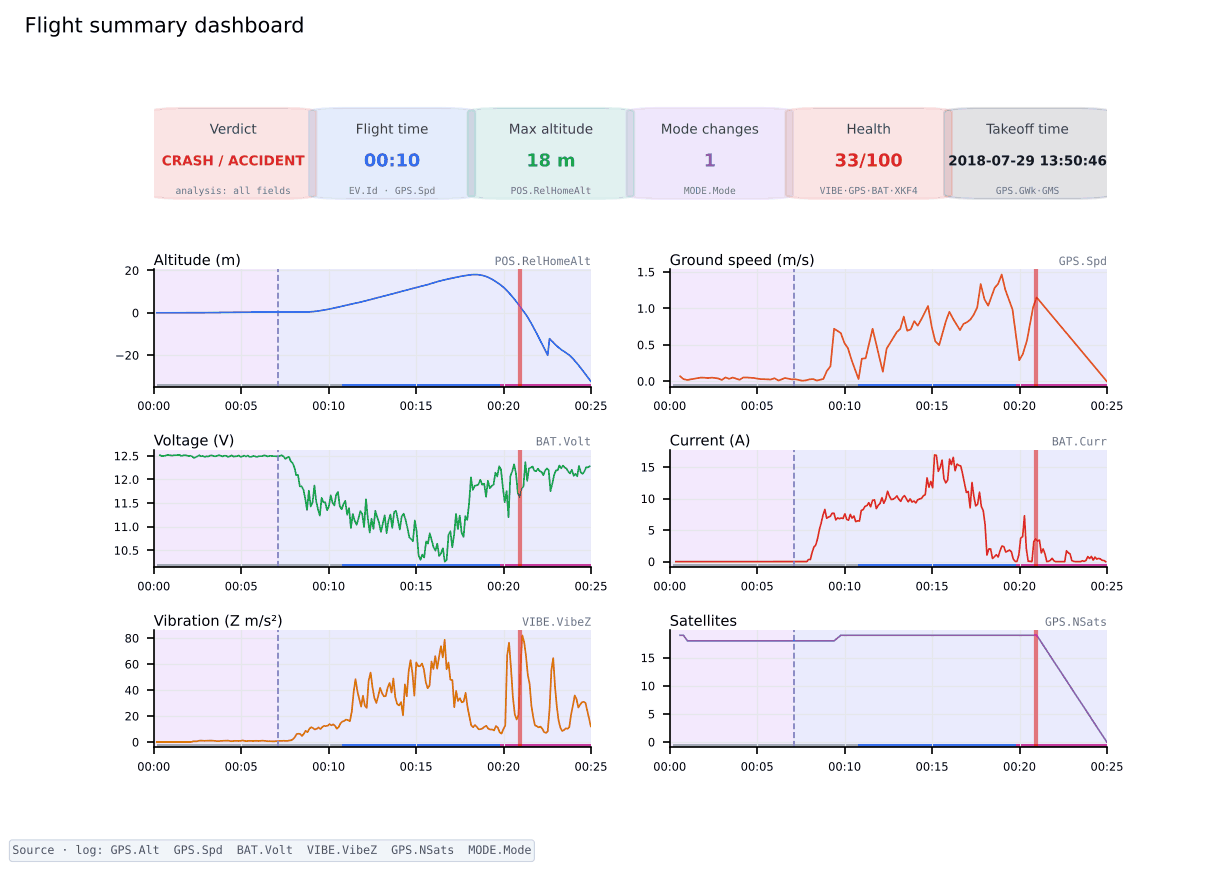 Flight summary dashboard
Verdict
CRASH / ACCIDENT
analysis: all fields
Flight time
00:10
EV.Id · GPS.Spd
Max altitude
18 m
POS.RelHomeAlt
Mode changes
1
MODE.Mode
Health
33/100
VIBE·GPS·BAT·XKF4
Takeoff time
2018-07-29 13:50:46
GPS.GWk·GMS
Altitude (m) POS.RelHomeAlt
20
0
−20
00:00 00:05 00:10 00:15 00:20 00:25
Ground speed (m/s) GPS.Spd
1.5
1.0
0.5
0.0
00:00 00:05 00:10 00:15 00:20 00:25
Voltage (V) BAT.Volt
12.5
12.0
11.5
11.0
10.5
00:00 00:05 00:10 00:15 00:20 00:25
Current (A) BAT.Curr
15
10
5
0
00:00 00:05 00:10 00:15 00:20 00:25
Vibration (Z m/s²) VIBE.VibeZ
80
60
40
20
0
00:00 00:05 00:10 00:15 00:20 00:25
Satellites GPS.NSats
15
10
5
0
00:00 00:05 00:10 00:15 00:20 00:25
Source · log: GPS.Alt GPS.Spd BAT.Volt VIBE.VibeZ GPS.NSats MODE.Mode